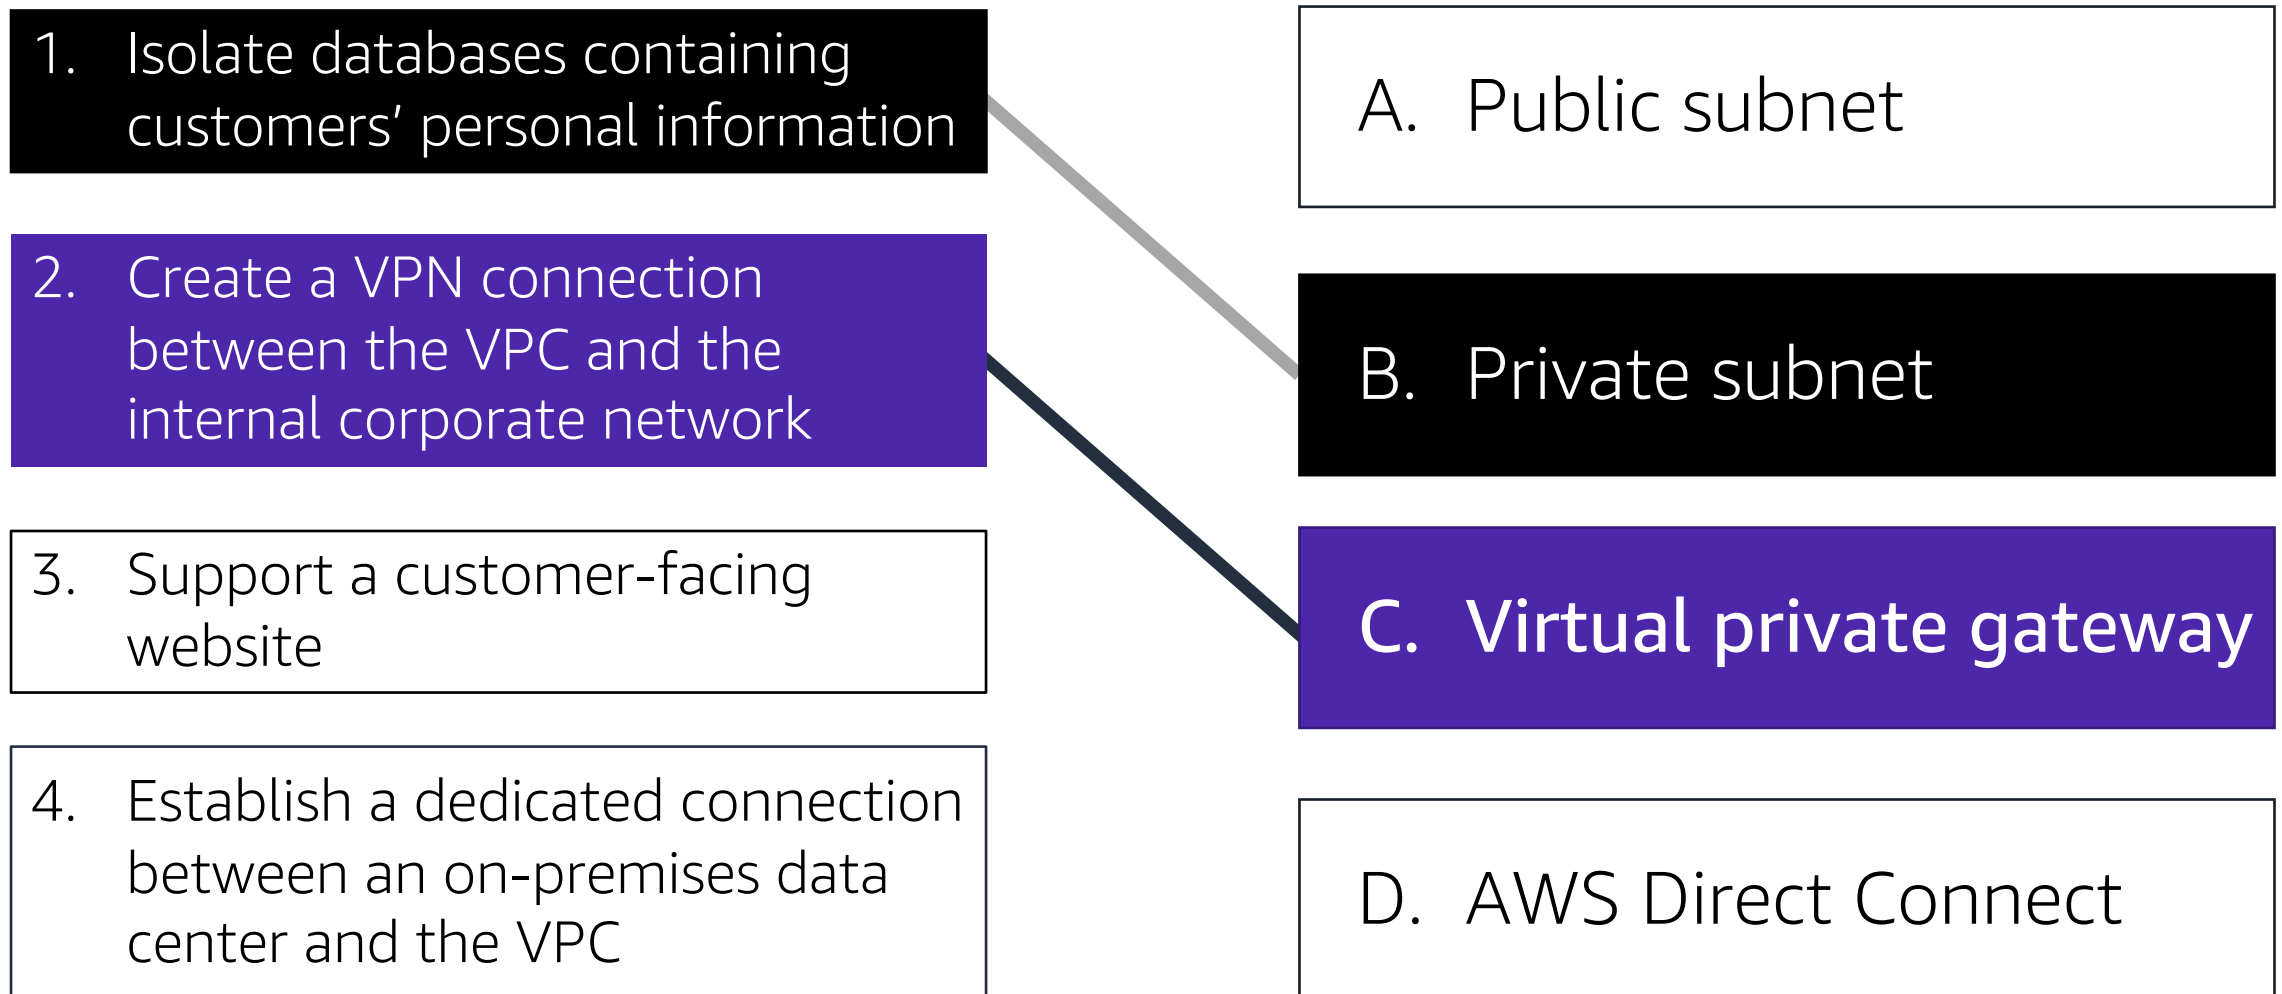 1. Isolate databases containing
customers’ personal information
2. Create a VPN connection
between the VPC and the
internal corporate network
3. Support a customer-facing
website
4. Establish a dedicated connection
between an on-premises data
center and the VPC
A. Public subnet
B. Private subnet
C. Virtual private gateway
D. AWS Direct Connect